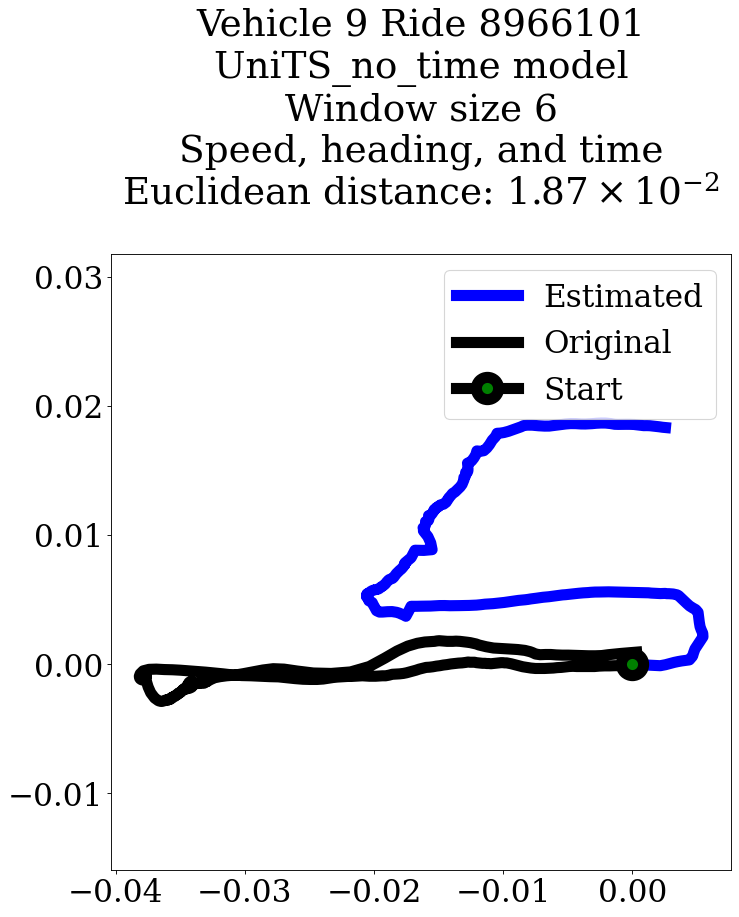 Vehicle 9 Ride 8966101
UniTS_no_time model
Window size 6
Speed, heading, and time
Euclidean distance: 1.87 × 10⁻²
Estimated
Original
Start
0.03
0.02
0.01
0.00
−0.01
−0.04 −0.03 −0.02 −0.01 0.00